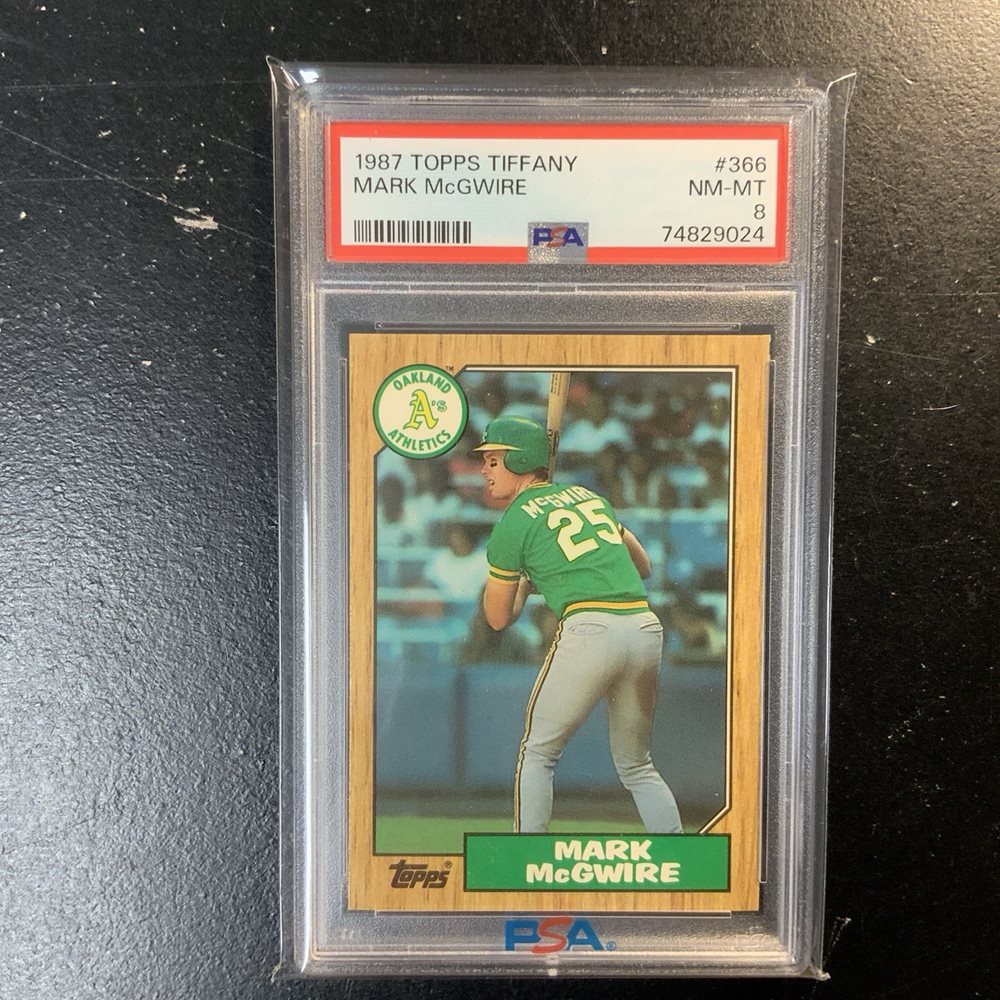 1987 TOPPS TIFFANY #366
MARK McGWIRE NM-MT
8
PSA 74829024
OAKLAND
A's
ATHLETICS
TM
McGWIRE
25
topps®
MARK
McGWIRE
PSA®